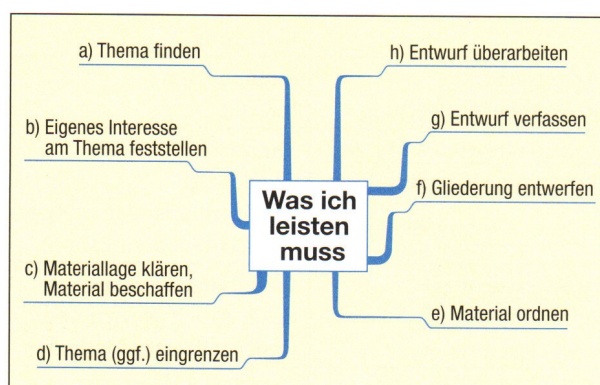 a) Thema finden
b) Eigenes Interesse
am Thema feststellen
c) Materiallage klären,
Material beschaffen
d) Thema (ggf.) eingrenzen
Was ich
leisten
muss
h) Entwurf überarbeiten
g) Entwurf verfassen
f) Gliederung entwerfen
e) Material ordnen